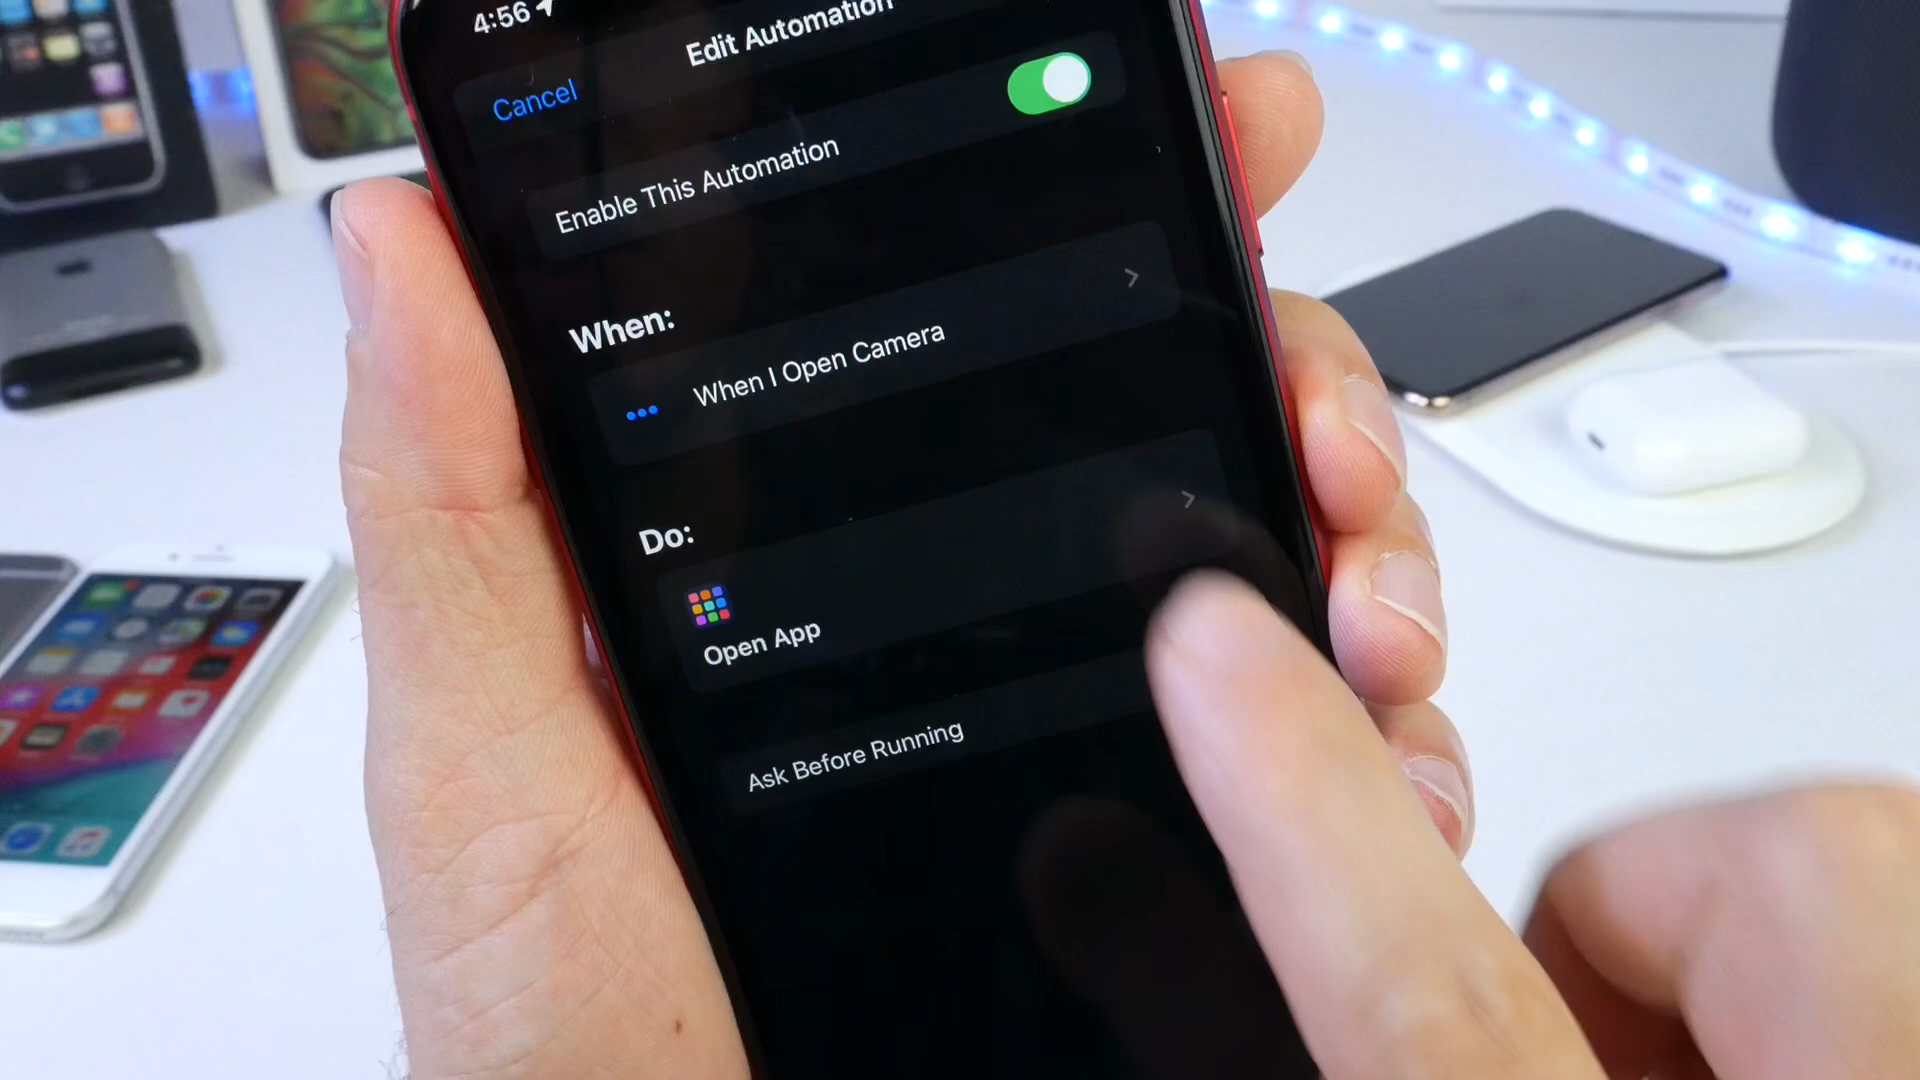 4:56
Edit Automation
Cancel
Enable This Automation
When:
When I Open Camera
Do:
Open App
Ask Before Running